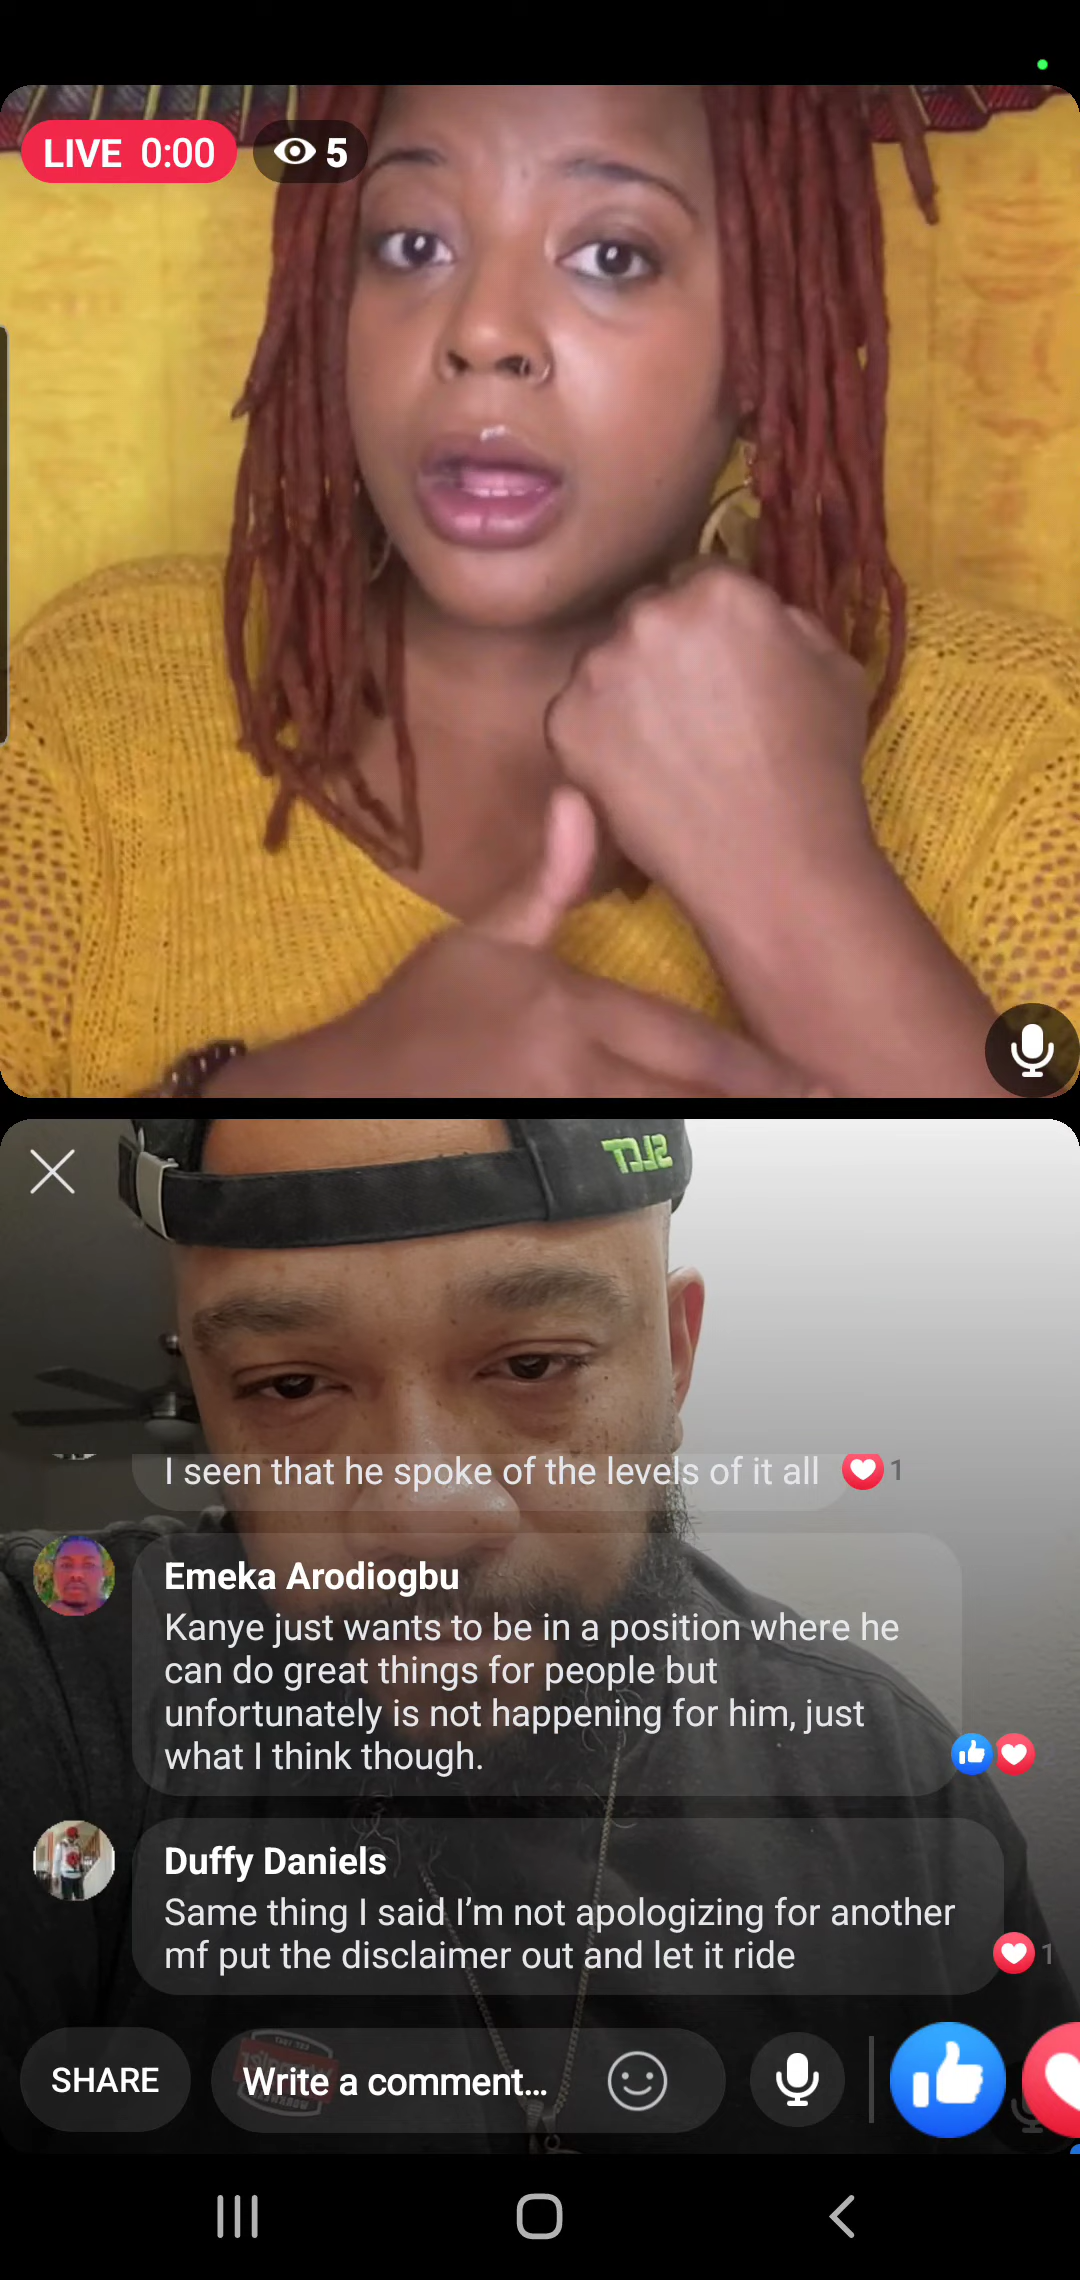 LIVE 0:00 5
SLCT
I seen that he spoke of the levels of it all 1
Emeka Arodiogbu
Kanye just wants to be in a position where he
can do great things for people but
unfortunately is not happening for him, just
what I think though.
Duffy Daniels
Same thing I said I’m not apologizing for another
mf put the disclaimer out and let it ride
1
SHARE Write a comment...